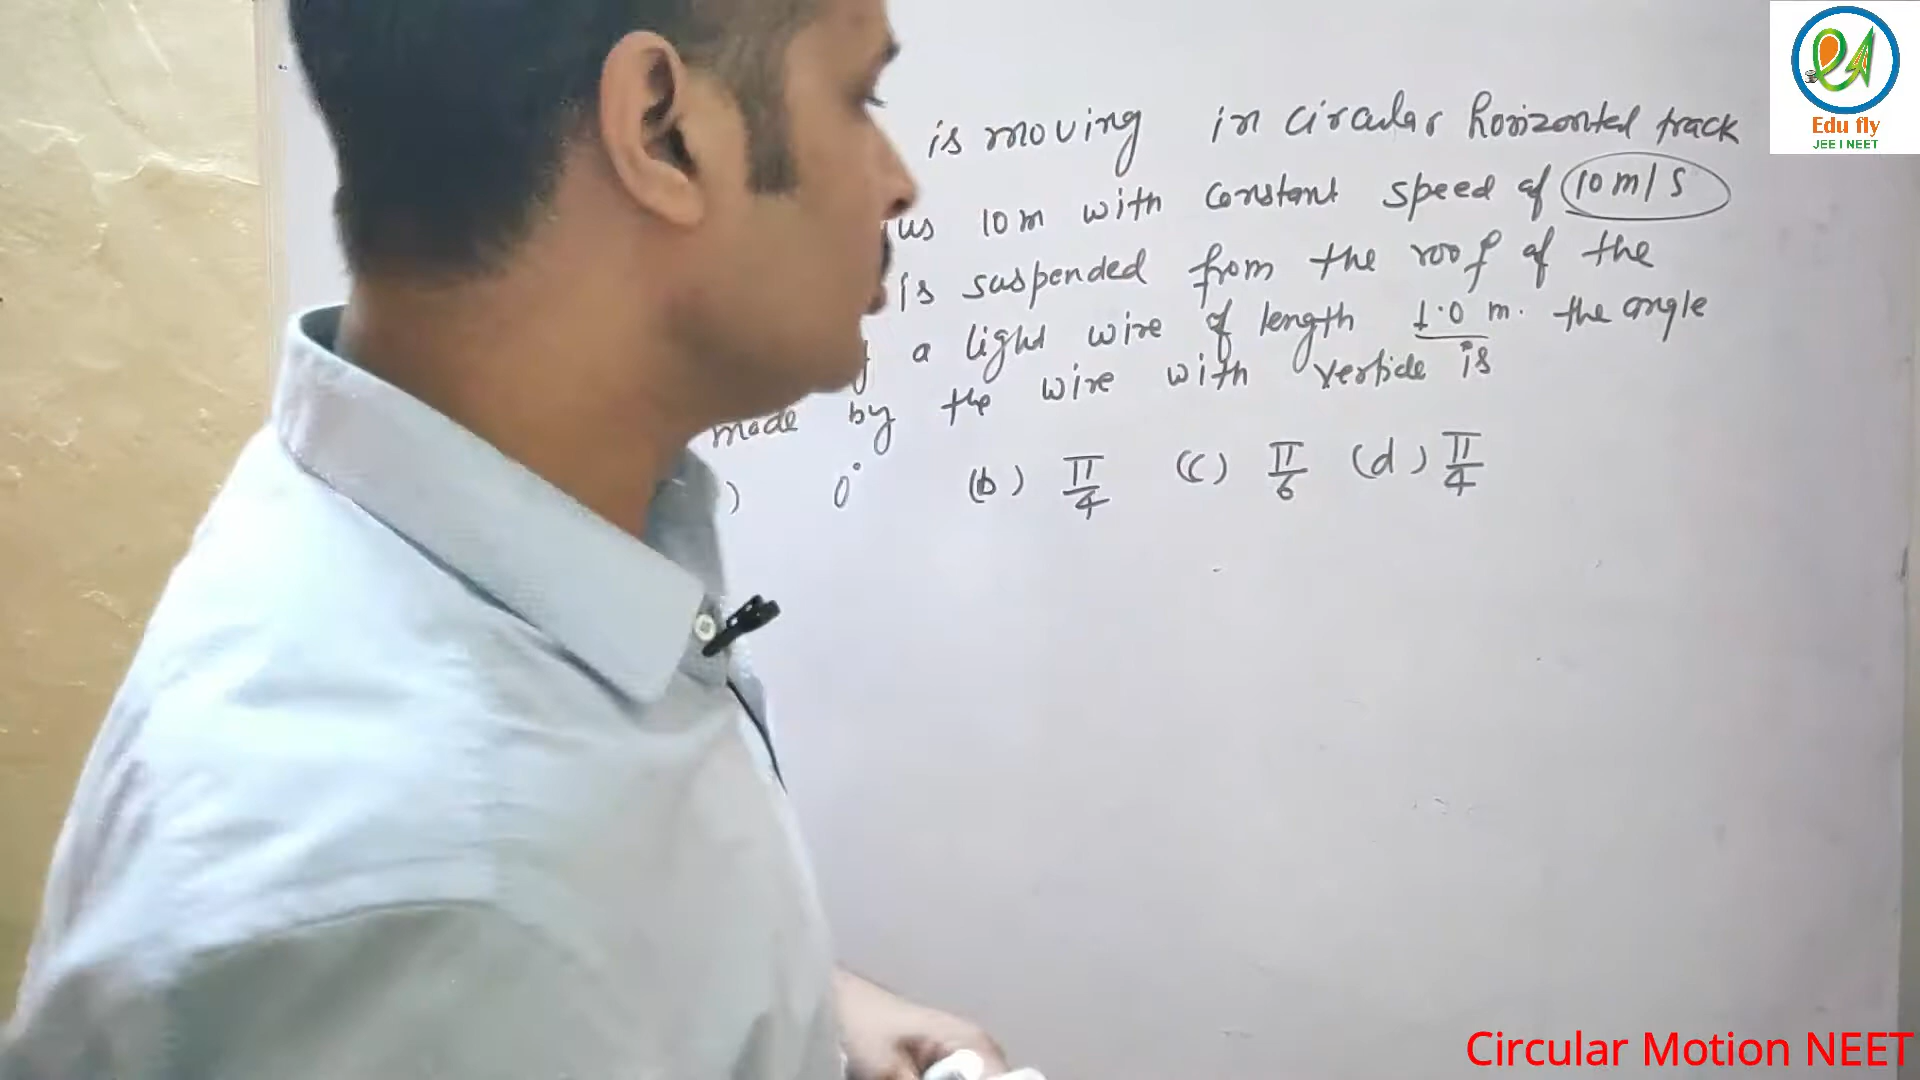 is moving in circular horizontal track
us 10 m with constant speed of 10 m/s
is suspended from the roof of the
a light wire of length 1.0 m. the angle
made by the wire with verticle is
) 0° (b) π/4 (c) π/6 (d) π/4
Edu fly
JEE I NEET
Circular Motion NEET